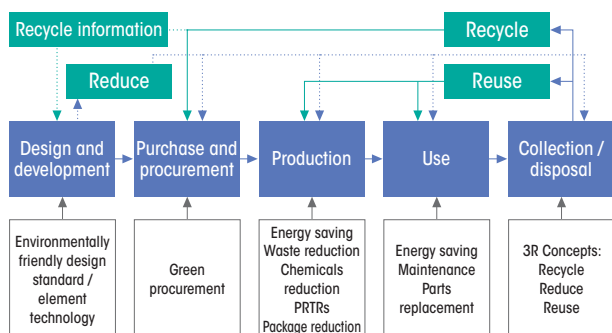 Recycle information
Recycle
Reduce
Reuse
Design and
development
Purchase and
procurement
Production
Use
Collection /
disposal
Environmentally
friendly design
standard /
element
technology
Green
procurement
Energy saving
Waste reduction
Chemicals
reduction
PRTRs
Package reduction
Energy saving
Maintenance
Parts
replacement
3R Concepts:
Recycle
Reduce
Reuse